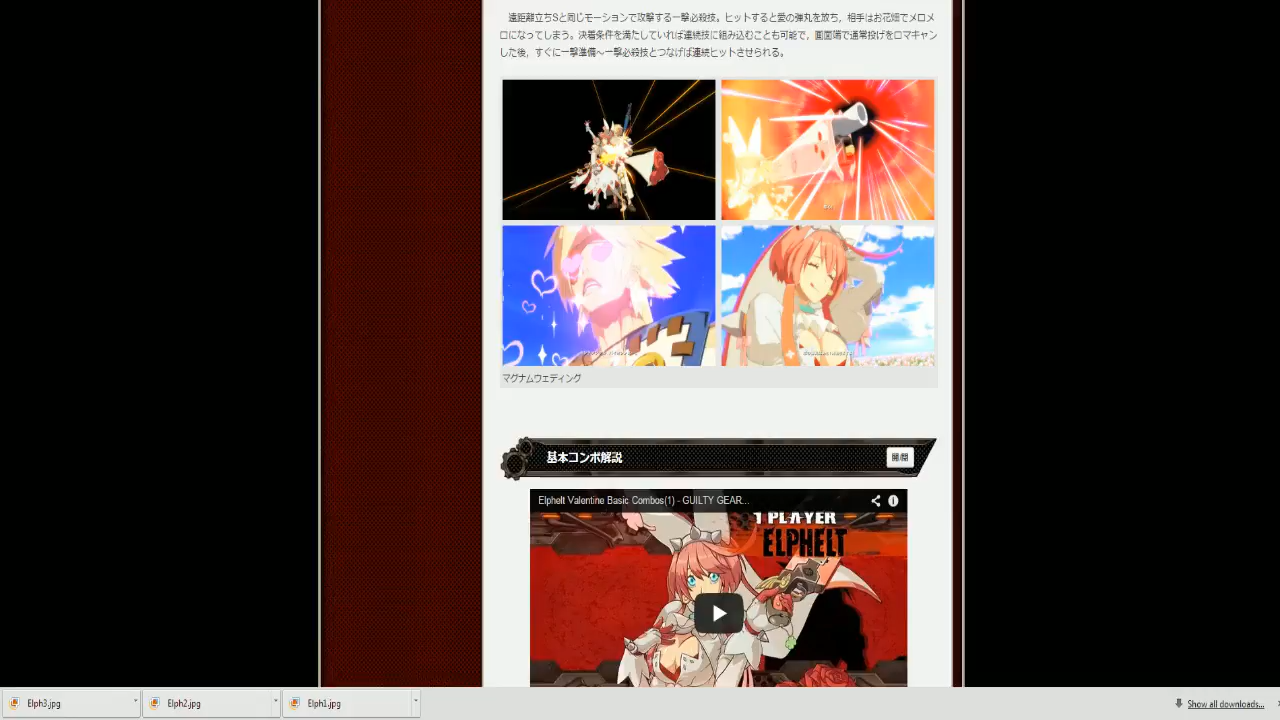 遠距離立ちSと同じモーションで攻撃する一撃必殺技。ヒットすると愛の弾丸を放ち，相手はお花畑でメロメ
ロになってしまう。決着条件を満たしていれば連続技に組み込むことも可能で，画面端で通常投げをロマキャン
した後，すぐに一撃準備～一撃必殺技とつなげば連続ヒットさせられる。
マグナムウェディング
基本コンボ解説
開/閉
Elphelt Valentine Basic Combos(1) - GUILTY GEAR...
1 PLAYER
ELPHELT
Elph3.jpg
Elph2.jpg
Elph1.jpg
Show all downloads...